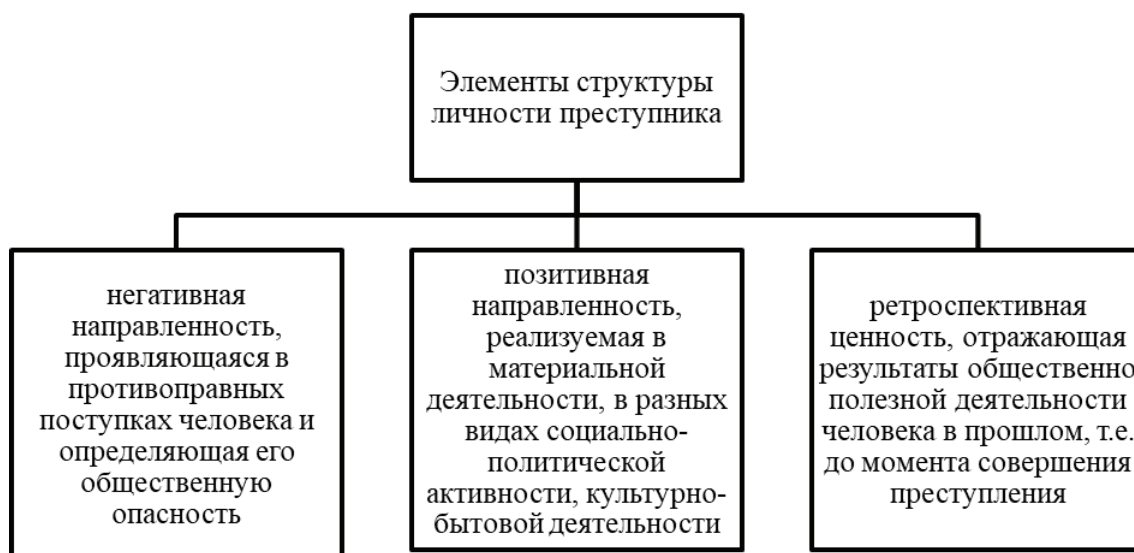 Элементы структуры
личности преступника
негативная
направленность,
проявляющаяся в
противоправных
поступках человека и
определяющая его
общественную
опасность
позитивная
направленность,
реализуемая в
материальной
деятельности, в разных
видах социально-
политической
активности, культурно-
бытовой деятельности
ретроспективная
ценность, отражающая
результаты общественно
полезной деятельности
человека в прошлом, т.е.
до момента совершения
преступления